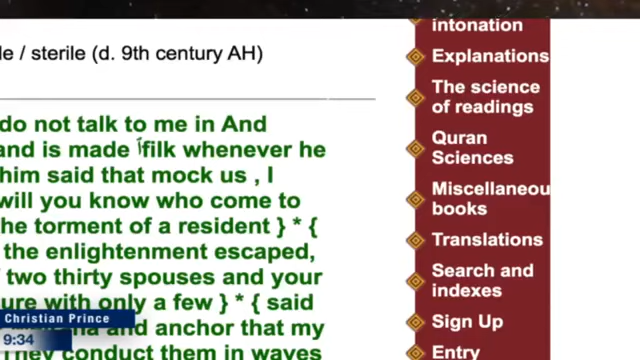 le / sterile (d. 9th century AH)
do not talk to me in And
and is made filk whenever he
him said that mock us , I
will you know who come to
he torment of a resident } * {
the enlightenment escaped,
two thirty spouses and your
ure with only a few } * { said
and anchor that my
They conduct them in waves
intonation
Explanations
The science
of readings
Quran
Sciences
Miscellaneou
books
Translations
Search and
indexes
Sign Up
Entry
Christian Prince
9:34